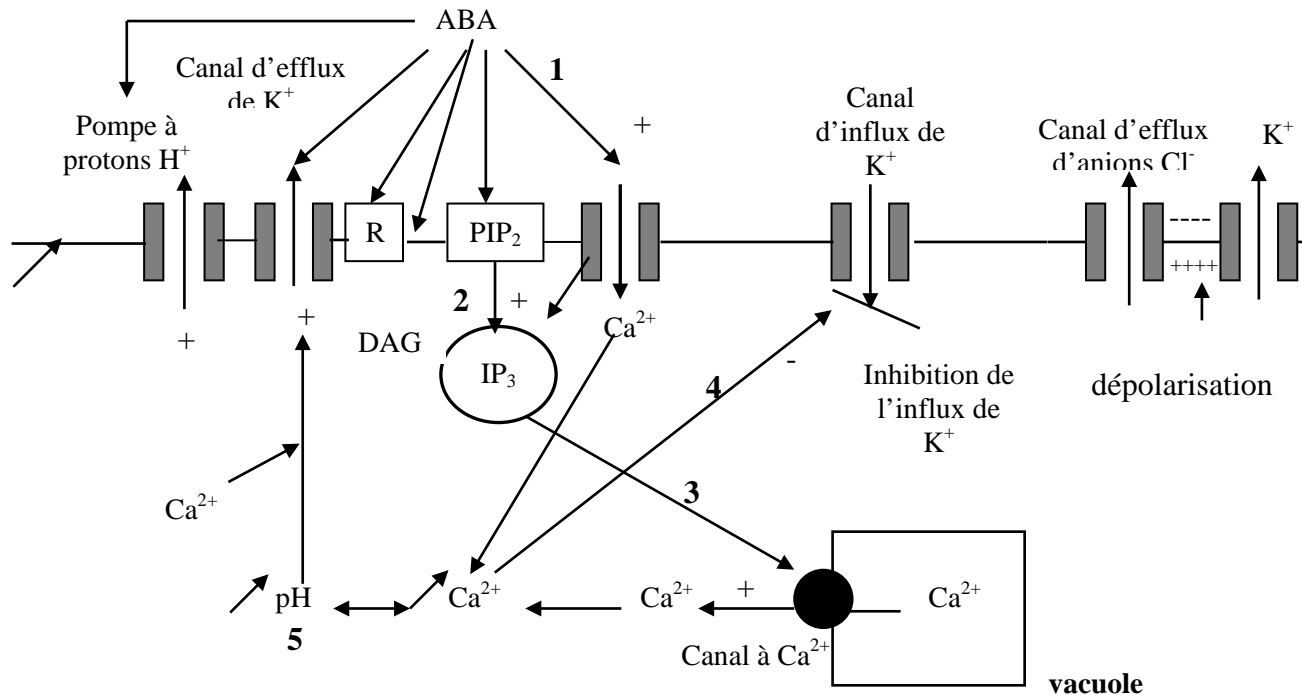 ABA
Canal d'efflux
de K⁺
1
+
Canal
d'influx de
K⁺
Canal d'efflux
d'anions Cl⁻
K⁺
Pompe à
protons H⁺
R
PIP₂
----
++++
+
+
2
+
DAG
IP₃
Ca²⁺
4
-
Inhibition de
l'influx de
K⁺
dépolarisation
3
Ca²⁺
pH
5
Ca²⁺
Ca²⁺
+
Ca²⁺
Canal à Ca²⁺
vacuole